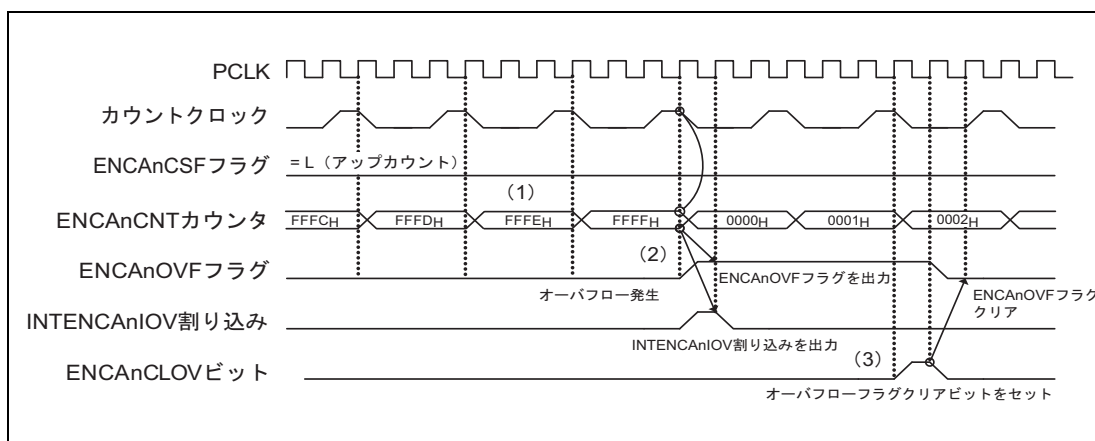 PCLK
カウントクロック
ENCAnCSFフラグ
= L（アップカウント）
（1）
ENCAnCNTカウンタ
FFFCH
FFFDH
FFFEH
FFFFH
0000H
0001H
0002H
（2）
ENCAnOVFフラグ
オーバフロー発生
ENCAnOVFフラグを出力
ENCAnOVFフラグ
クリア
INTENCAnIOV割り込み
INTENCAnIOV割り込みを出力
（3）
ENCAnCLOVビット
オーバフローフラグクリアビットをセット